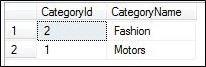 CategoryId CategoryName
1 2 Fashion
2 1 Motors